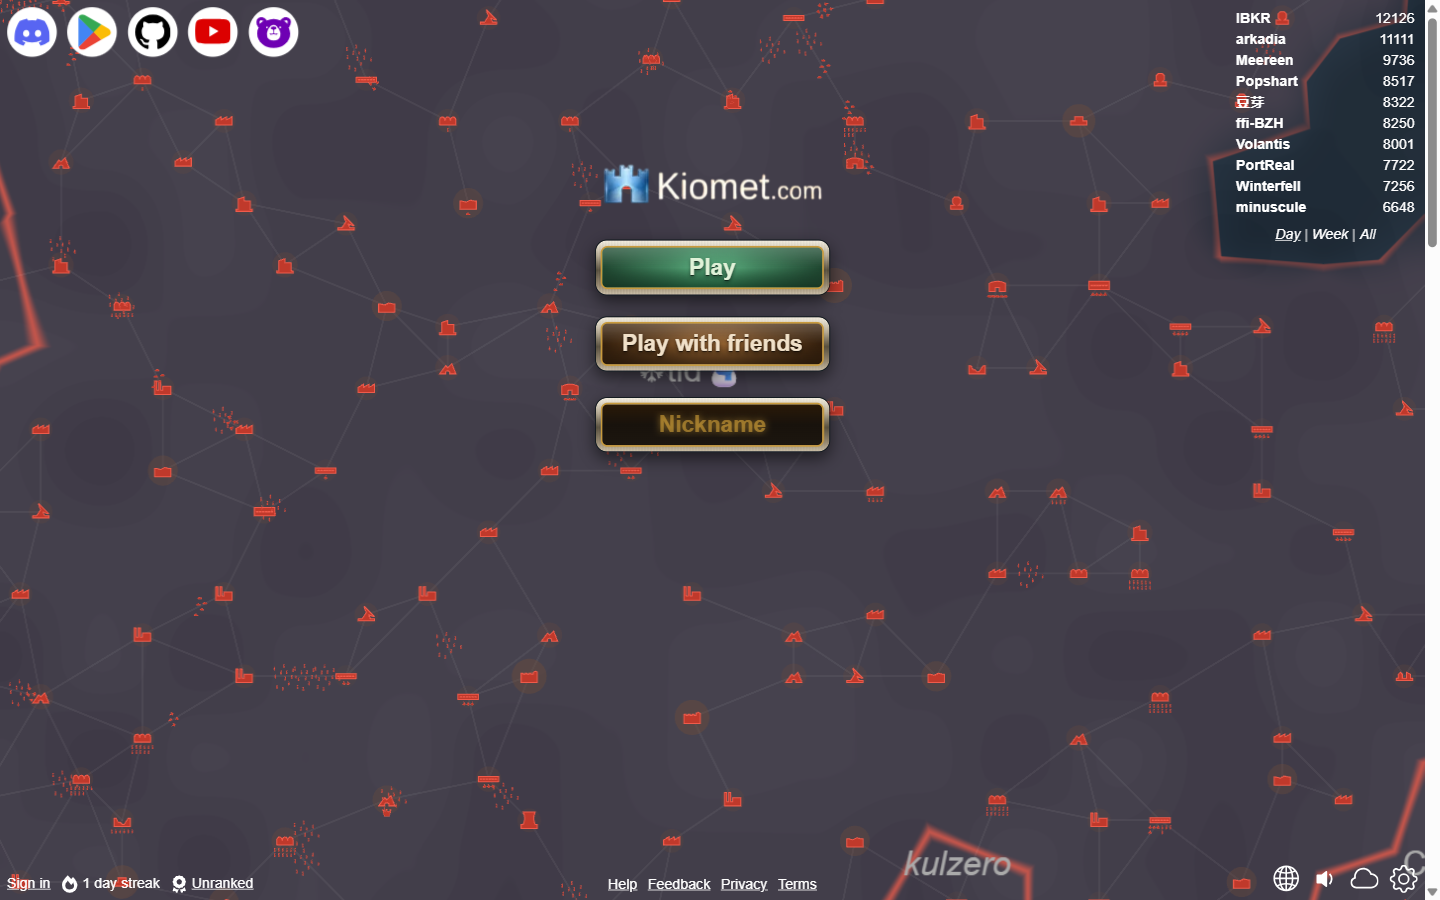 IBKR 12126
arkadia 11111
Meereen 9736
Popshart 8517
豆芽 8322
ffi-BZH 8250
Volantis 8001
PortReal 7722
Winterfell 7256
minuscule 6648
Day | Week | All
Kiomet.com
Play
Play with friends
Nickname
kulzero
Sign in 1 day streak Unranked
Help Feedback Privacy Terms